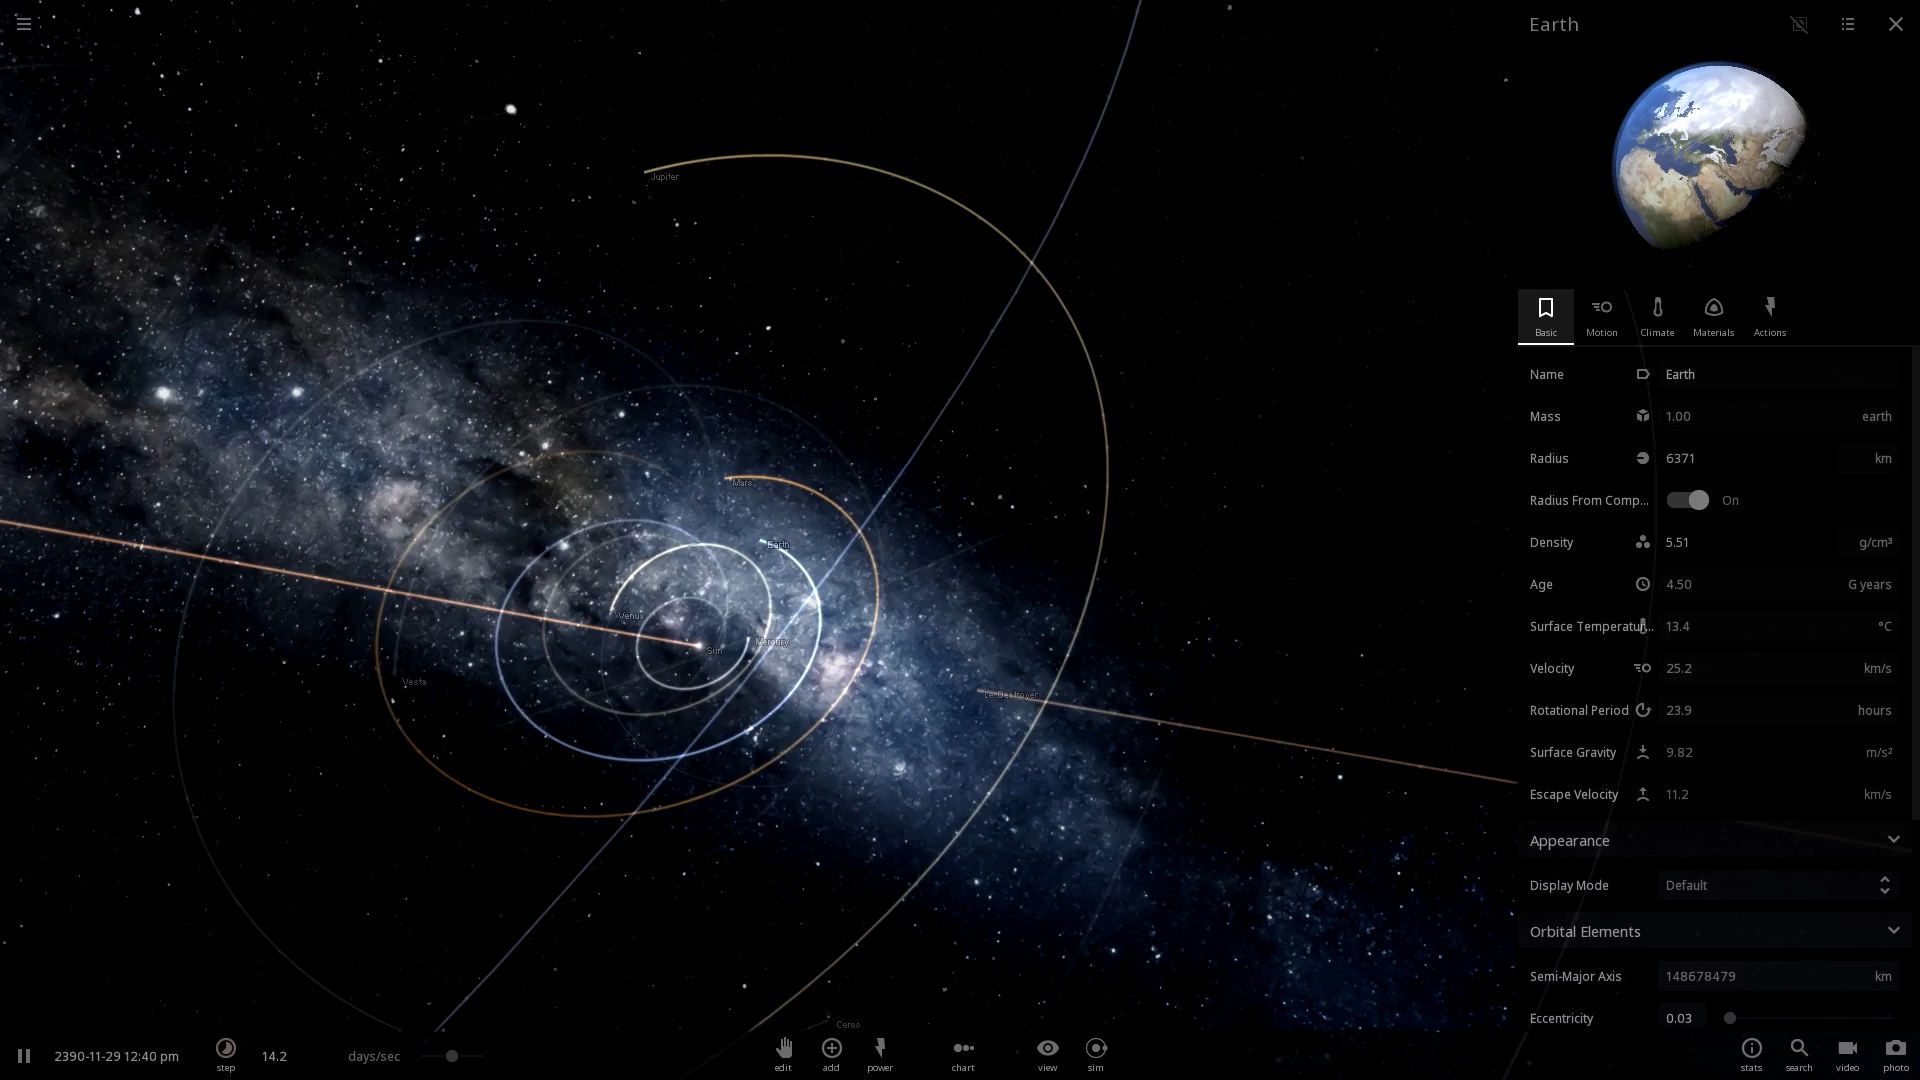 Earth
Jupiter
Mars
Earth
Venus
Mercury
Sun
Vesta
Le Destroyer
Ceres
Basic
Motion
Climate
Materials
Actions
Name Earth
Mass 1.00 earth
Radius 6371 km
Radius From Comp... On
Density 5.51 g/cm³
Age 4.50 G years
Surface Temperatur... 13.4 °C
Velocity 25.2 km/s
Rotational Period 23.9 hours
Surface Gravity 9.82 m/s²
Escape Velocity 11.2 km/s
Appearance
Display Mode Default
Orbital Elements
Semi-Major Axis 148678479 km
Eccentricity 0.03
2390-11-29 12:40 pm
step
14.2 days/sec
edit
add
power
chart
view
sim
stats
search
video
photo